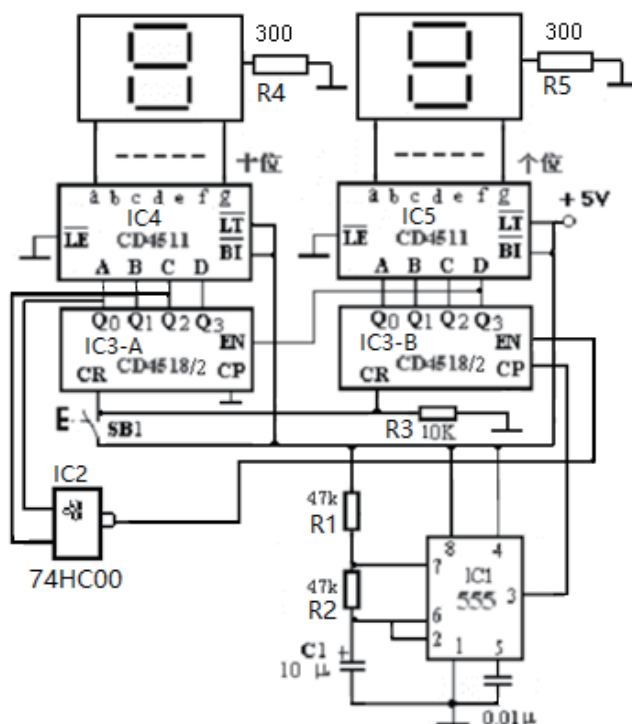 300
R4
300
R5
十位
个位
a b c d e f g
IC4
CD4511
LE
LT
BI
A B C D
a b c d e f g
IC5
CD4511
LE
LT
BI
+5V
A B C D
Q0 Q1 Q2 Q3
IC3-A
EN
CD4518/2
CR
CP
Q0 Q1 Q2 Q3
IC3-B
EN
CD4518/2
CP
CR
SB1
R3
10K
IC2
&
74HC00
47k
R1
47k
R2
C1 +
10 μ
8
4
7
IC1
555
3
6
2
1
5
0.01μ